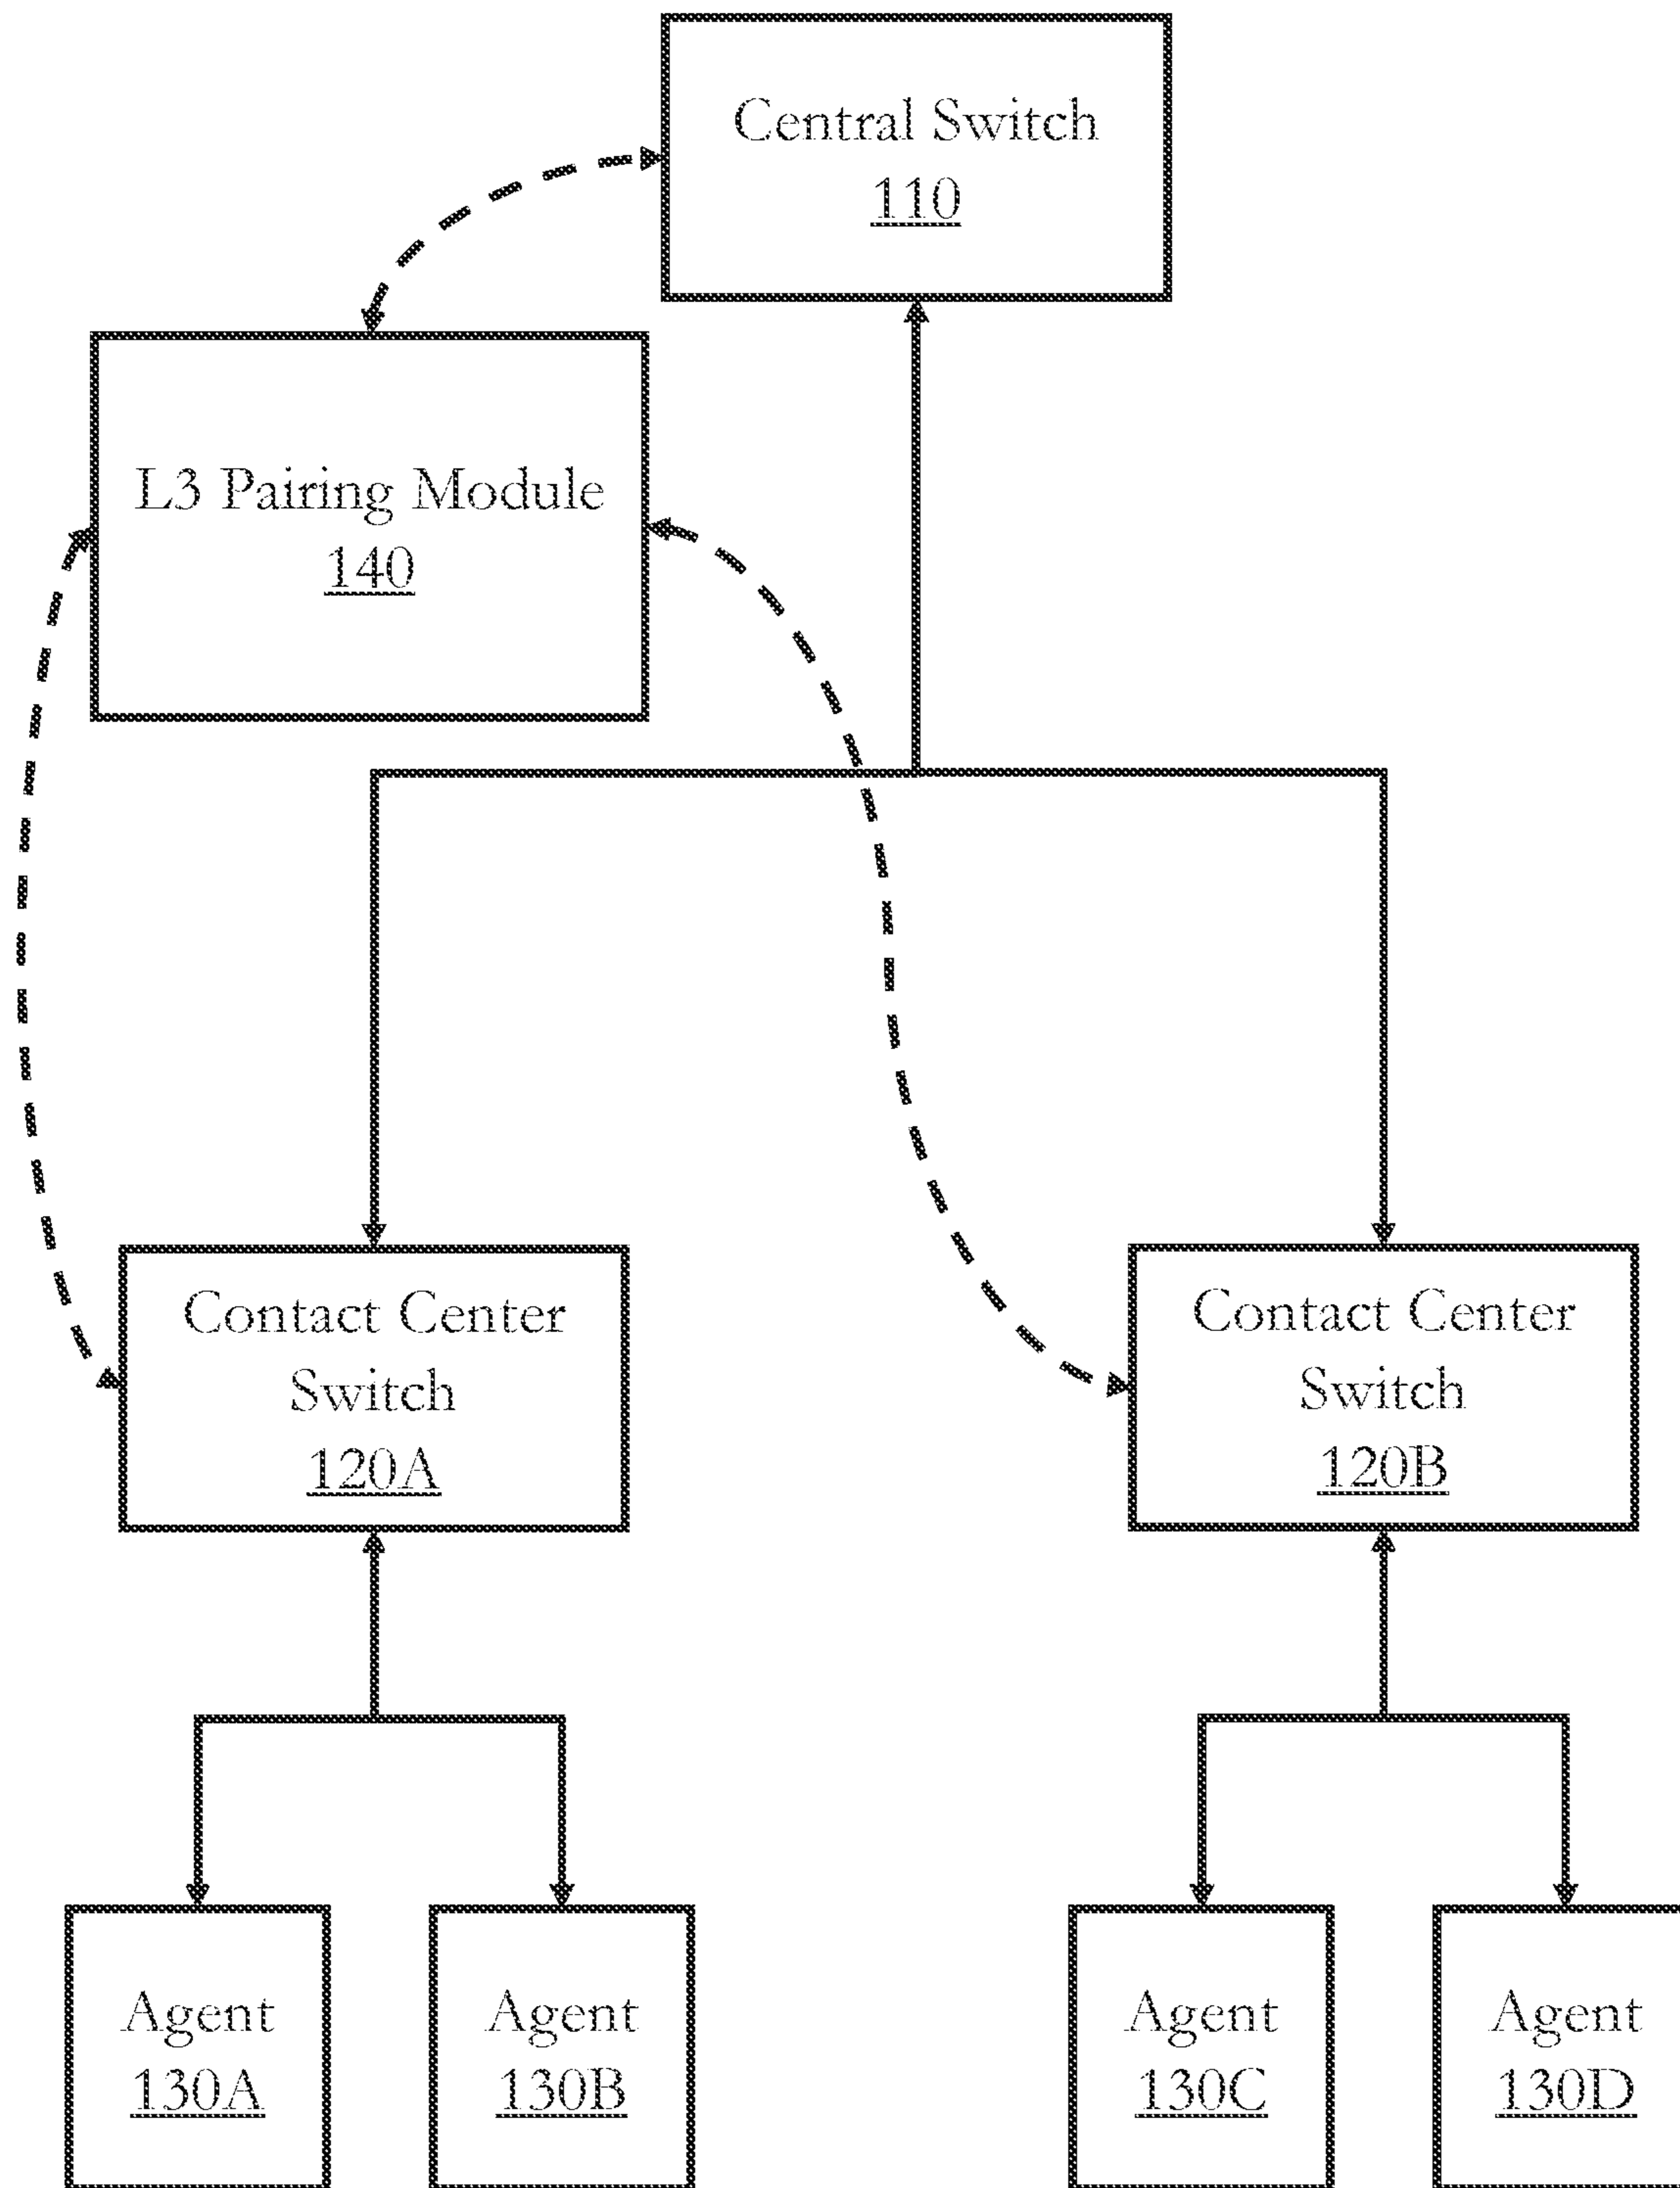 Central Switch
110
L3 Pairing Module
140
Contact Center
Switch
120A
Contact Center
Switch
120B
Agent
130A
Agent
130B
Agent
130C
Agent
130D